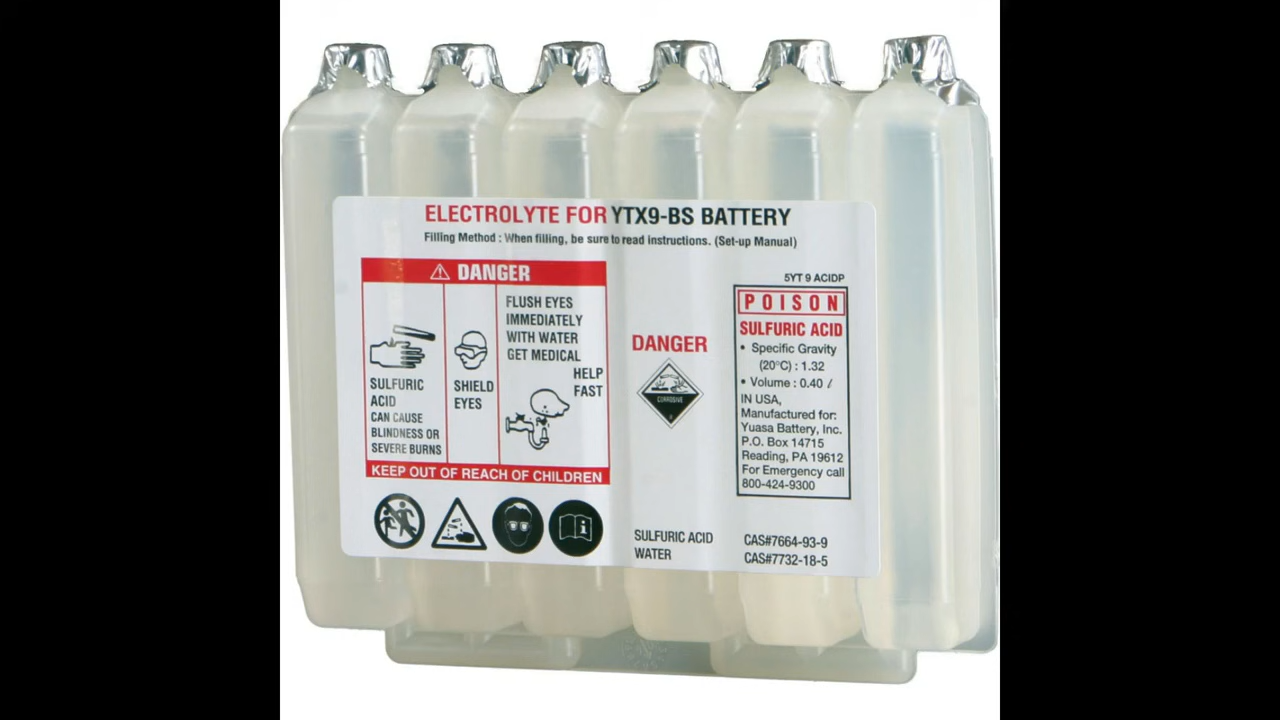 ELECTROLYTE FOR YTX9-BS BATTERY
Filling Method : When filling, be sure to read instructions. (Set-up Manual)
DANGER
SULFURIC
ACID
CAN CAUSE
BLINDNESS OR
SEVERE BURNS
SHIELD
EYES
FLUSH EYES
IMMEDIATELY
WITH WATER
GET MEDICAL
HELP
FAST
KEEP OUT OF REACH OF CHILDREN
DANGER
CORROSIVE
8
SULFURIC ACID
WATER
5YT 9 ACIDP
POISON
SULFURIC ACID
• Specific Gravity
(20°C) : 1.32
• Volume : 0.40 l
IN USA,
Manufactured for:
Yuasa Battery, Inc.
P.O. Box 14715
Reading, PA 19612
For Emergency call
800-424-9300
CAS#7664-93-9
CAS#7732-18-5